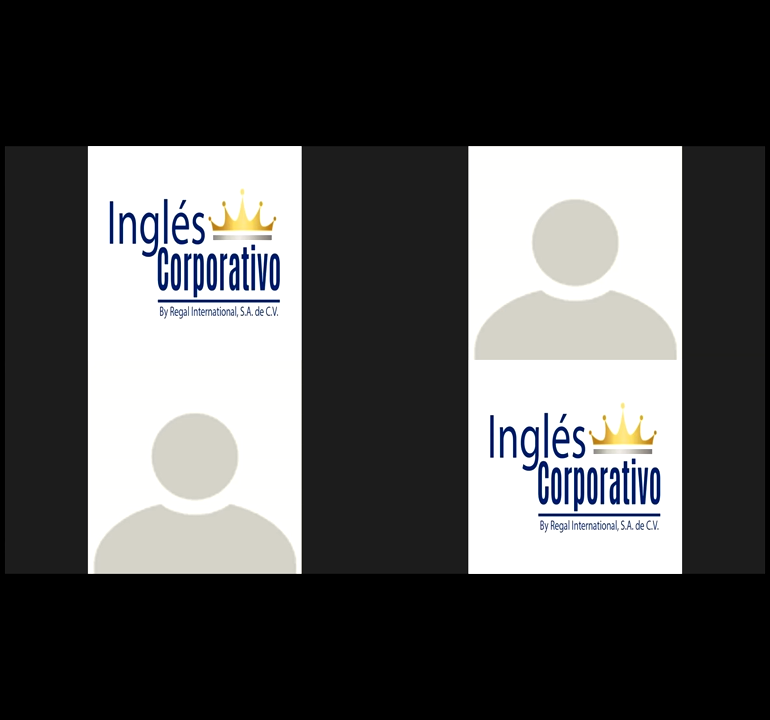 Inglés
Corporativo
By Regal International, S.A. de C.V.
Inglés
Corporativo
By Regal International, S.A. de C.V.